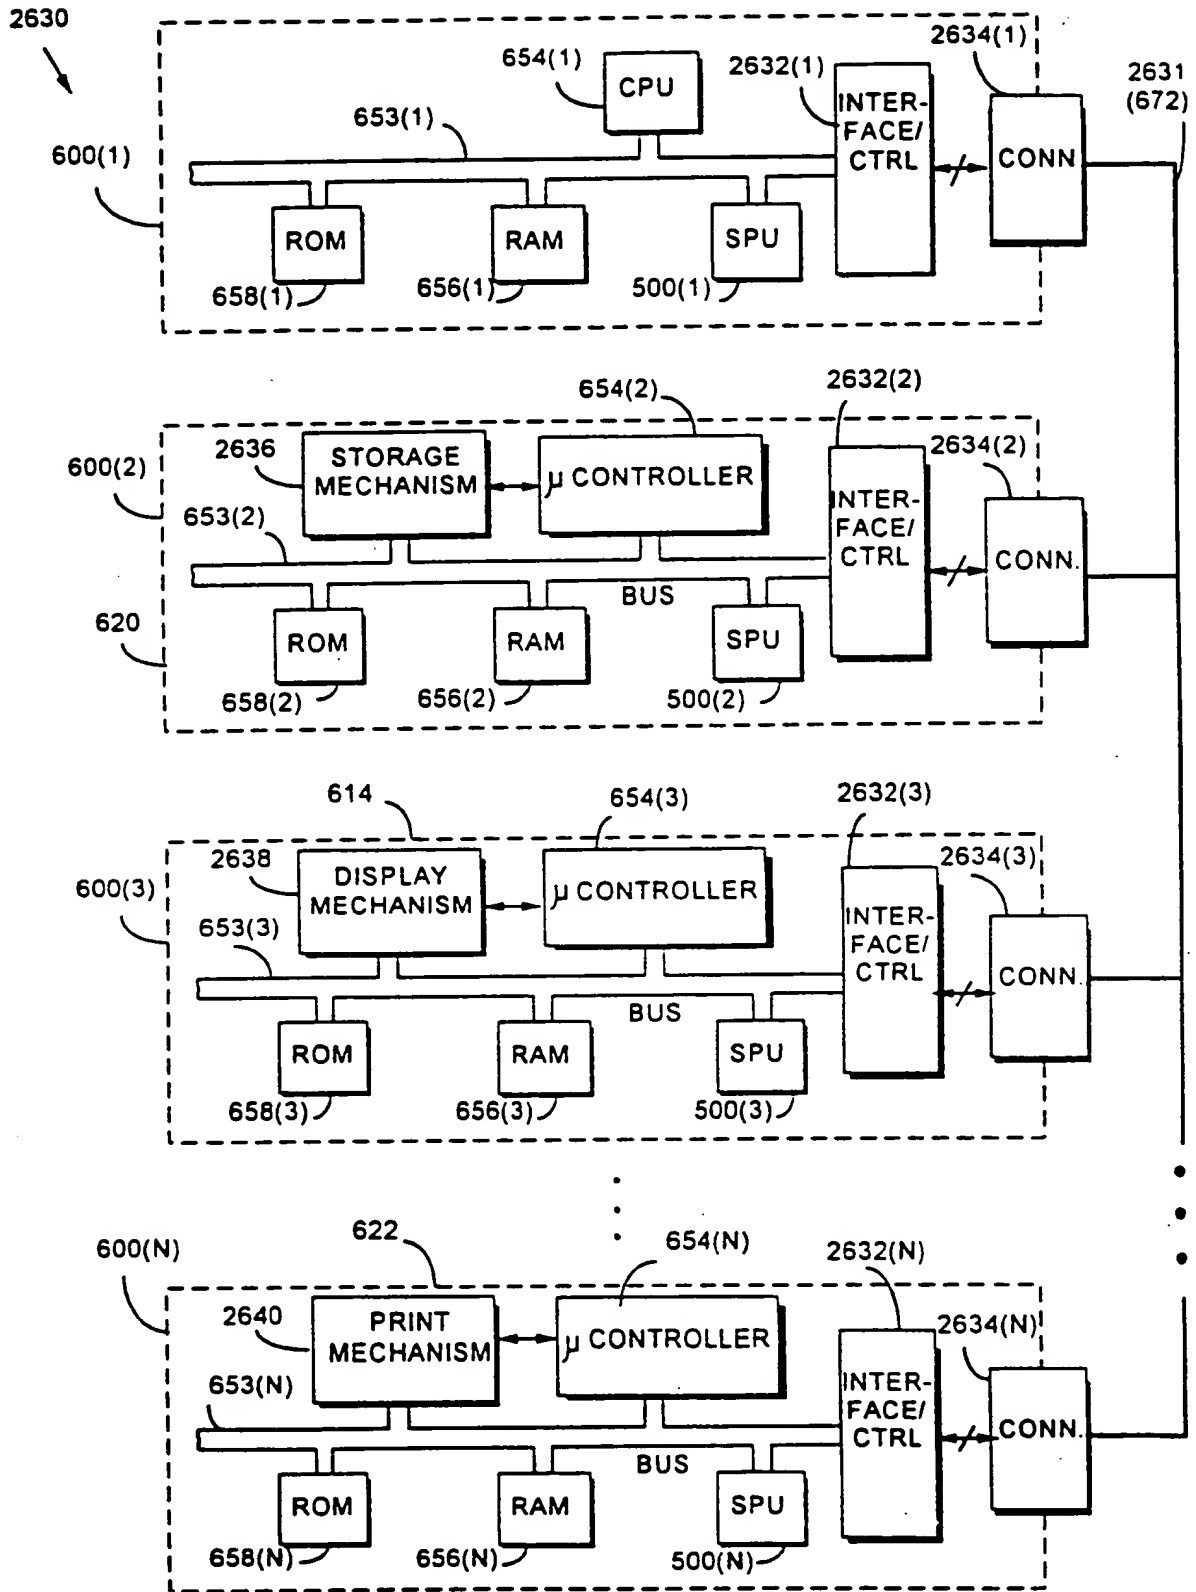 2630
2634(1)
654(1)
2632(1)
2631
(672)
CPU
INTER-
FACE/
CTRL
653(1)
600(1)
CONN
ROM
RAM
SPU
658(1)
656(1)
500(1)
2632(2)
654(2)
2636
STORAGE
MECHANISM
μ CONTROLLER
2634(2)
600(2)
INTER-
FACE/
CTRL
653(2)
CONN.
BUS
620
ROM
RAM
SPU
658(2)
656(2)
500(2)
614
654(3)
2632(3)
2638
DISPLAY
MECHANISM
μ CONTROLLER
2634(3)
600(3)
INTER-
FACE/
CTRL
653(3)
CONN.
BUS
ROM
RAM
SPU
658(3)
656(3)
500(3)
622
654(N)
2632(N)
600(N)
2640
PRINT
MECHANISM
μ CONTROLLER
2634(N)
653(N)
INTER-
FACE/
CTRL
CONN.
BUS
ROM
RAM
SPU
658(N)
656(N)
500(N)